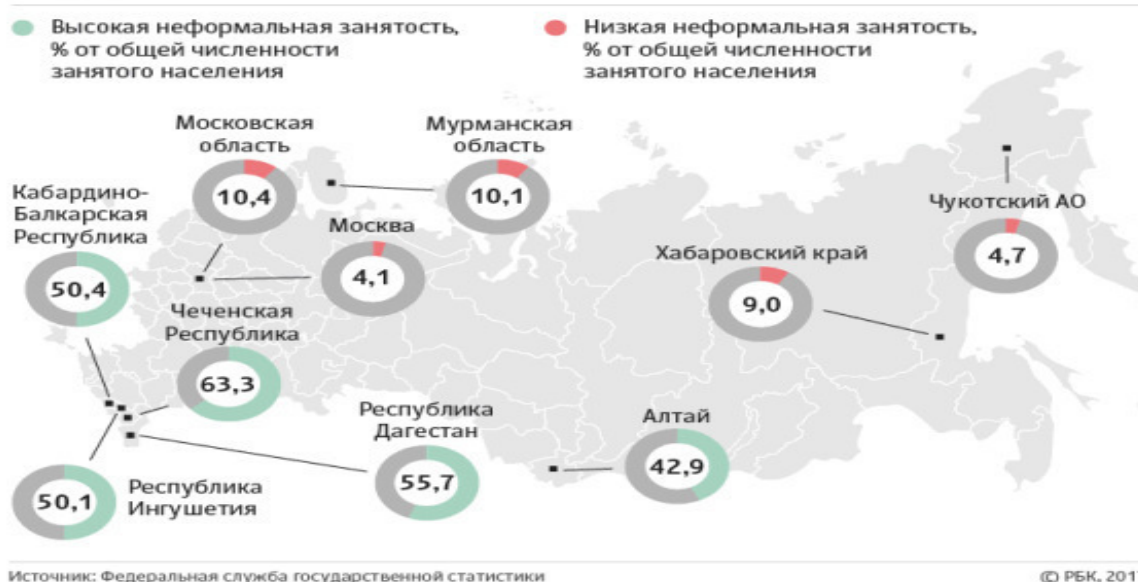 Высокая неформальная занятость,
% от общей численности
занятого населения
Низкая неформальная занятость,
% от общей численности
занятого населения
Московская
область
10,4
Мурманская
область
10,1
Чукотский АО
4,7
Кабардино-
Балкарская
Республика
50,4
Москва
4,1
Хабаровский край
9,0
Чеченская
Республика
63,3
Республика
Дагестан
55,7
Алтай
42,9
50,1
Республика
Ингушетия
Источник: Федеральная служба государственной статистики
© РБК,